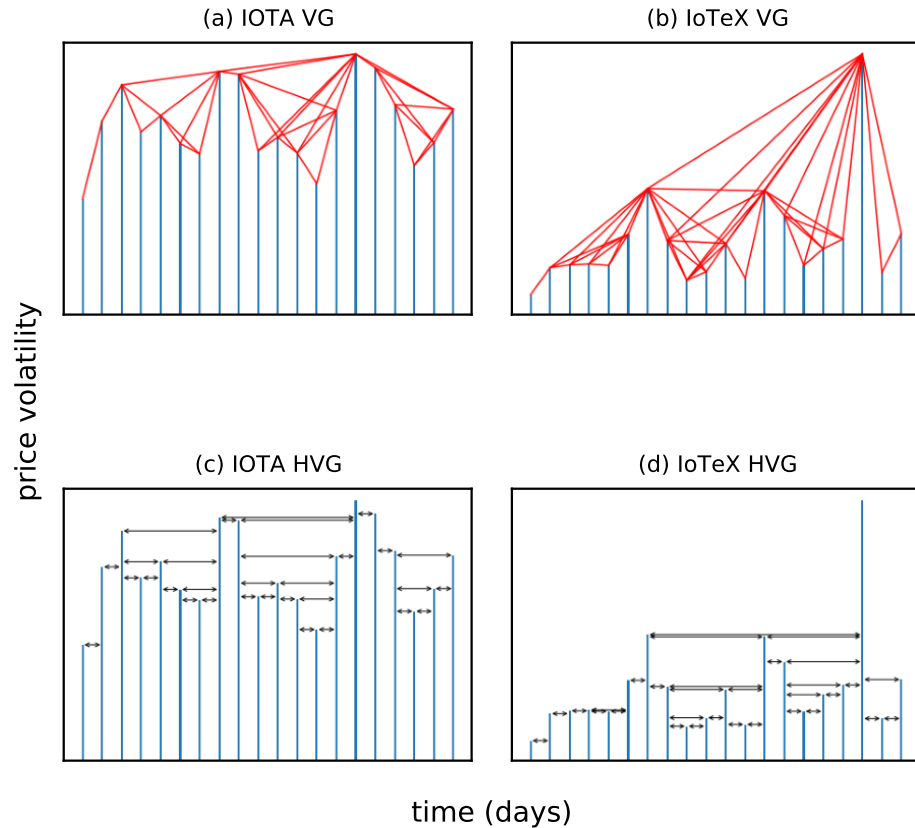 (a) IOTA VG
(b) IoTeX VG
price volatility
(c) IOTA HVG
(d) IoTeX HVG
time (days)